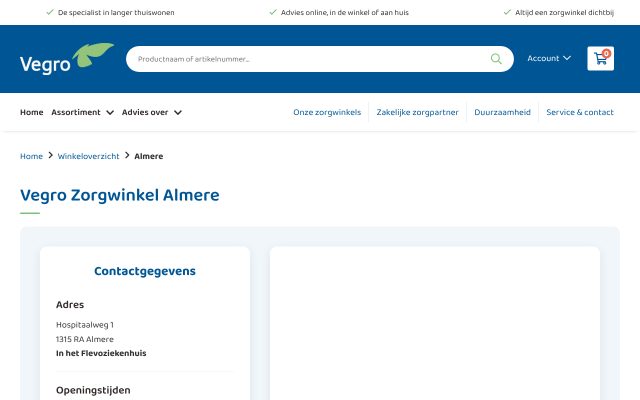 De specialist in langer thuiswonen
Advies online, in de winkel of aan huis
Altijd een zorgwinkel dichtbij
Vegro
Productnaam of artikelnummer...
Account
0
Home
Assortiment
Advies over
Onze zorgwinkels
Zakelijke zorgpartner
Duurzaamheid
Service & contact
Home > Winkeloverzicht > Almere
Vegro Zorgwinkel Almere
Contactgegevens
Adres
Hospitaalweg 1
1315 RA Almere
In het Flevoziekenhuis
Openingstijden